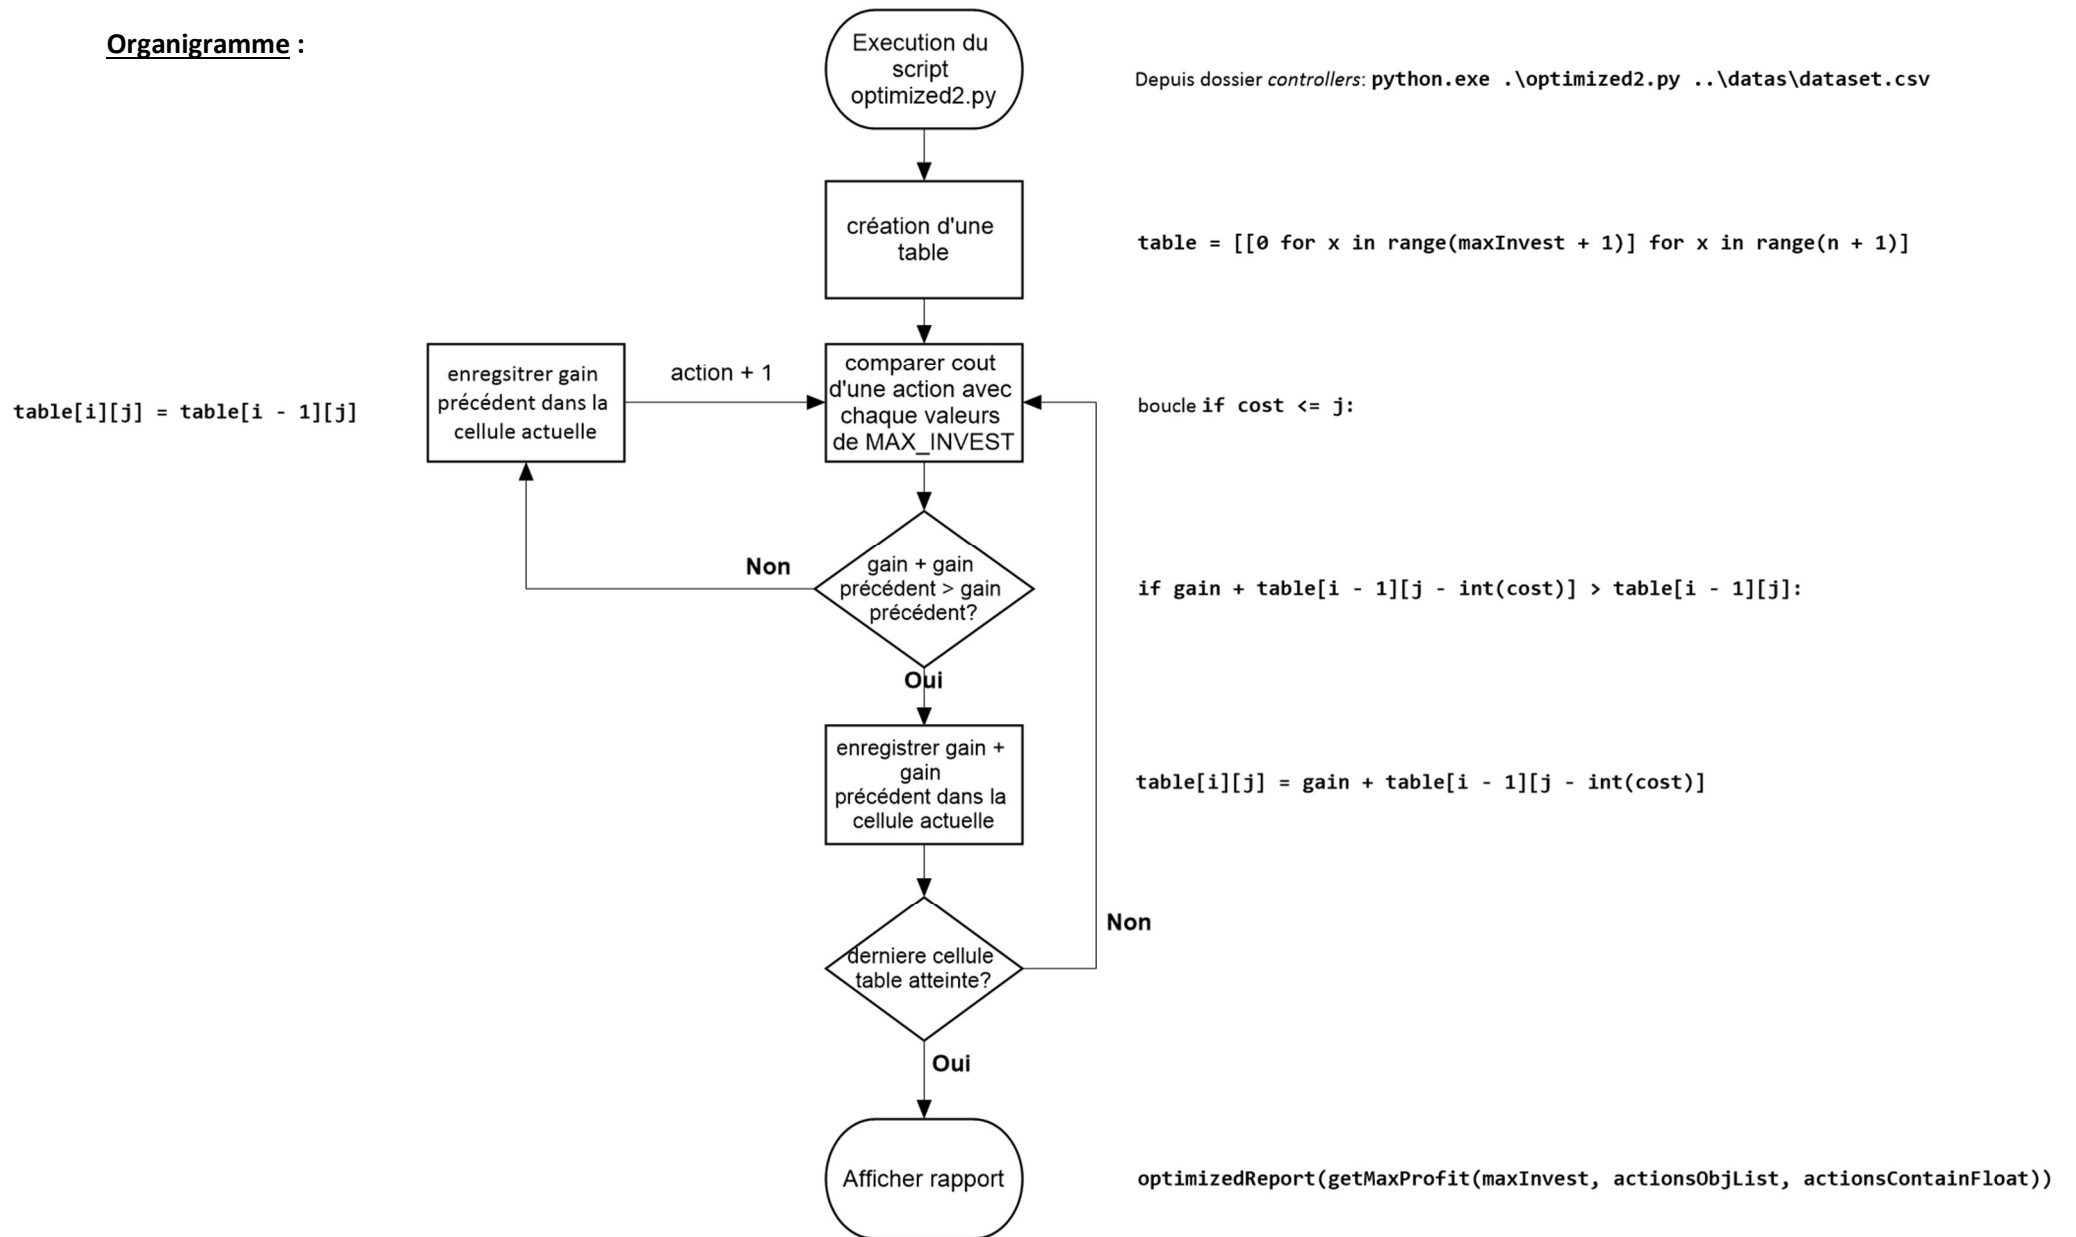 Organigramme :
Execution du
script
optimized2.py
Depuis dossier controllers: python.exe .\optimized2.py ..\datas\dataset.csv
création d'une
table
table = [[0 for x in range(maxInvest + 1)] for x in range(n + 1)]
table[i][j] = table[i - 1][j]
enregsitrer gain
précédent dans la
cellule actuelle
action + 1
comparer cout
d'une action avec
chaque valeurs
de MAX_INVEST
boucle if cost <= j:
Non
gain + gain
précédent > gain
précédent?
if gain + table[i - 1][j - int(cost)] > table[i - 1][j]:
Oui
enregistrer gain +
gain
précédent dans la
cellule actuelle
table[i][j] = gain + table[i - 1][j - int(cost)]
Non
derniere cellule
table atteinte?
Oui
Afficher rapport
optimizedReport(getMaxProfit(maxInvest, actionsObjList, actionsContainFloat))